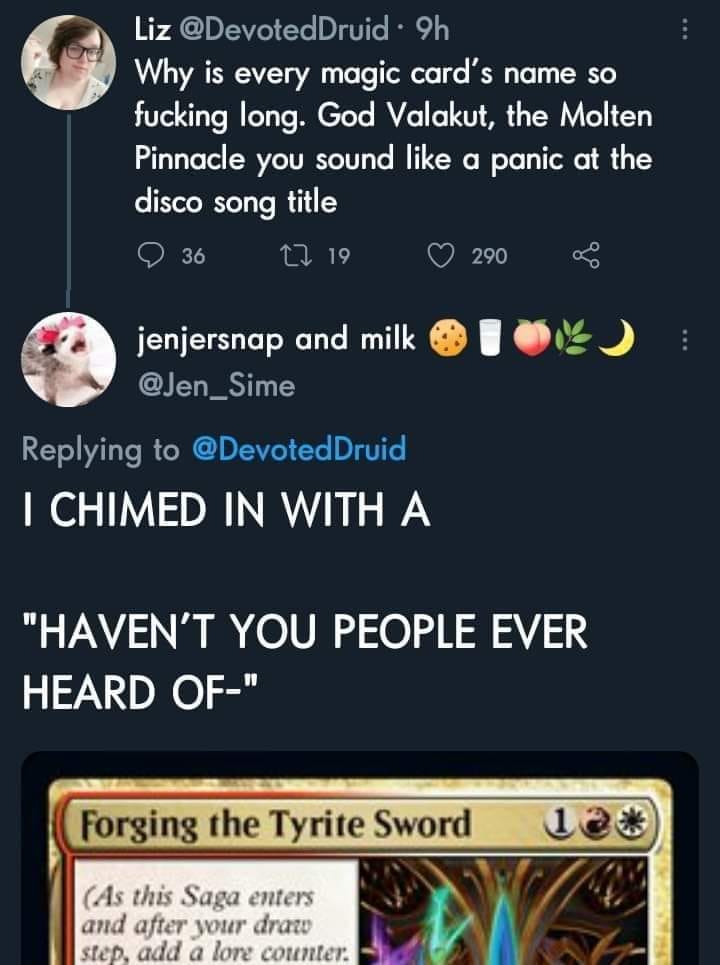 Liz @DevotedDruid · 9h
Why is every magic card's name so
fucking long. God Valakut, the Molten
Pinnacle you sound like a panic at the
disco song title
36 19 290
jenjersnap and milk 🍪🥛🍑🌿🌙
@Jen_Sime
Replying to @DevotedDruid
I CHIMED IN WITH A
"HAVEN'T YOU PEOPLE EVER
HEARD OF-"
Forging the Tyrite Sword 1
(As this Saga enters
and after your draw
step, add a lore counter.